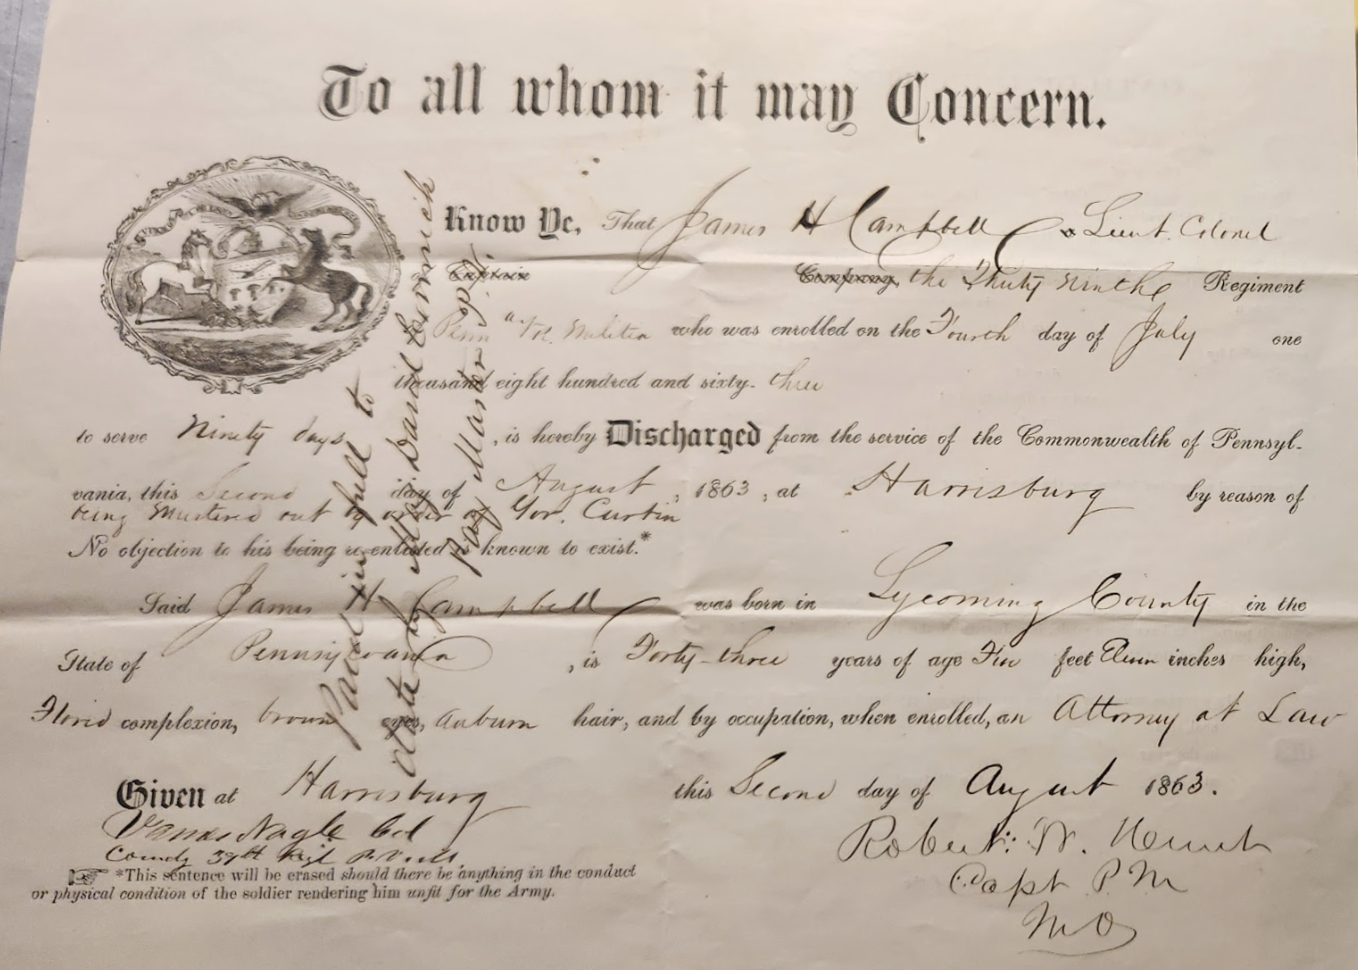 To all whom it may Concern.
Know Ye, That James H Campbell a Lieut. Colonel
Captain Company, the Thirty Ninthe Regiment
Penn" Vol. Militia who was enrolled on the Fourth day of July one
thousand eight hundred and sixty-three
to serve Ninety days, is hereby Discharged from the service of the Commonwealth of Pennsyl-
vania, this Second day of August, 1863, at Harrisburg by reason of
being Mustered out by order of Gov. Curtin
No objection to his being re-enlisted is known to exist.*
Said James H Campbell was born in Lycoming County in the
State of Pennsylvania, is Forty-three years of age Five feet Eleven inches high,
Florid complexion, brown eyes, Auburn hair, and by occupation, when enrolled, an Attorney at Law
Given at Harrisburg this Second day of August 1863.
James Nagle Col
Comdg 39th Regt P. V.
*This sentence will be erased should there be anything in the conduct
or physical condition of the soldier rendering him unfit for the Army.
Robert
Capt P. M
M O
Paid in full to
date by Maj David
Pay Master